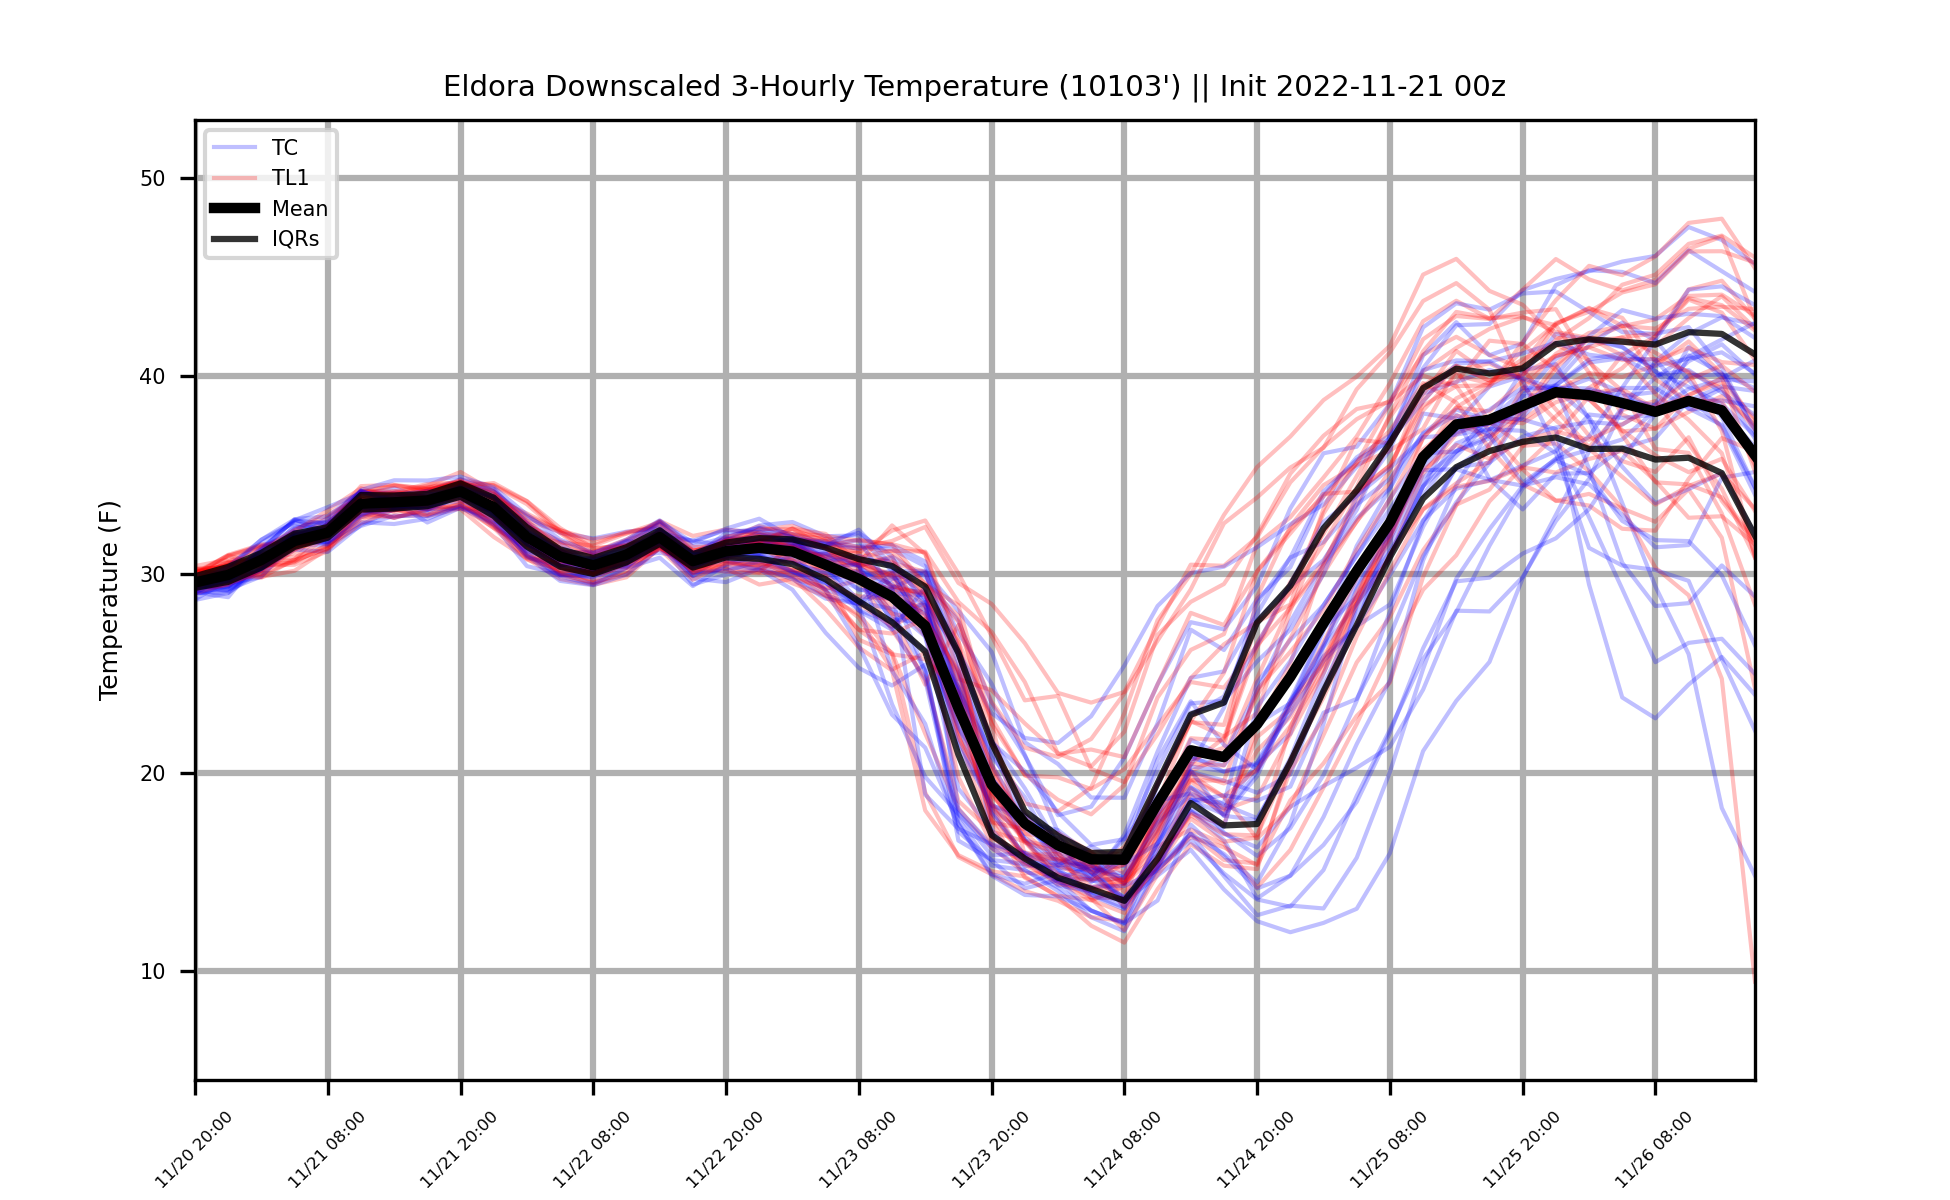 Eldora Downscaled 3-Hourly Temperature (10103') || Init 2022-11-21 00z
TC
TL1
Mean
IQRs
Temperature (F)
50
40
30
20
10
11/20 20:00
11/21 08:00
11/21 20:00
11/22 08:00
11/22 20:00
11/23 08:00
11/23 20:00
11/24 08:00
11/24 20:00
11/25 08:00
11/25 20:00
11/26 08:00